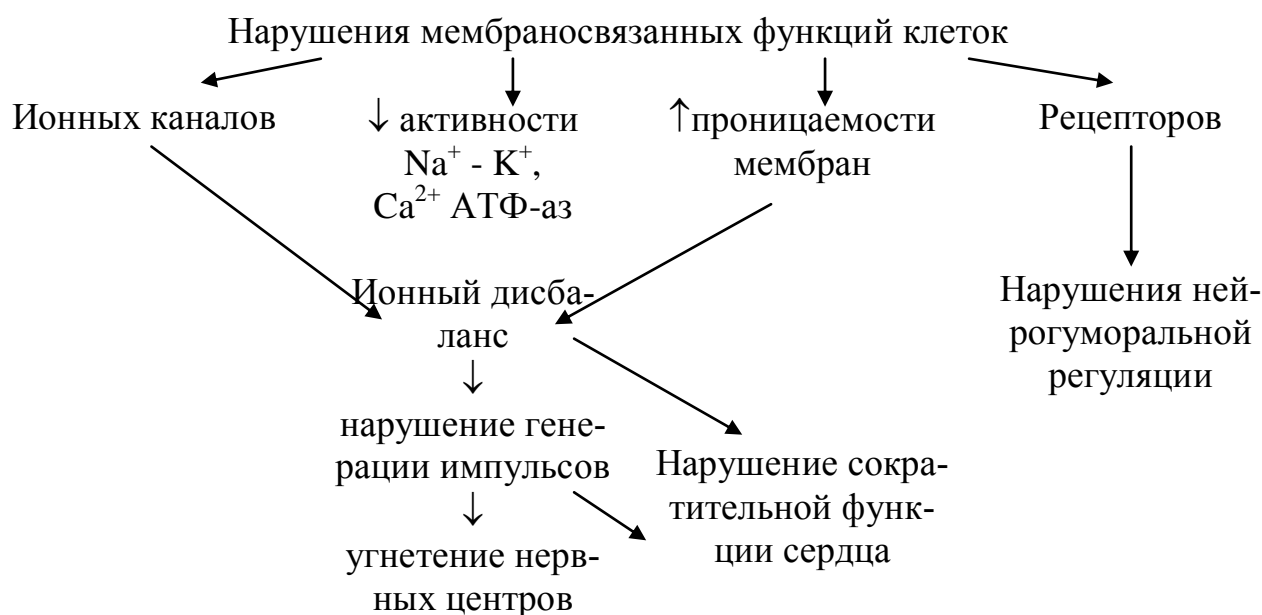 Нарушения мембраносвязанных функций клеток
Ионных каналов
↓ активности
Na⁺ - K⁺,
Ca²⁺ АТФ-аз
↑проницаемости
мембран
Рецепторов
Ионный дисба-
ланс
↓
нарушение гене-
рации импульсов
↓
угнетение нерв-
ных центров
Нарушение сокра-
тительной функ-
ции сердца
Нарушения ней-
рогуморальной
регуляции